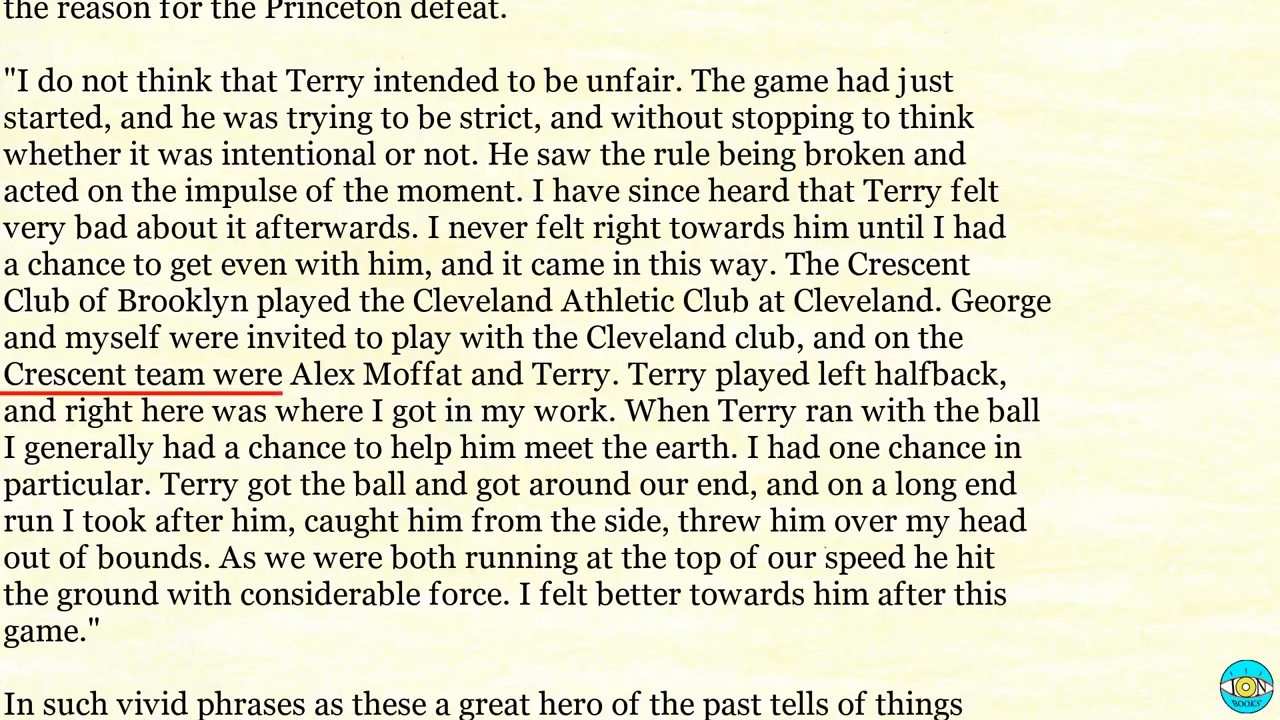 the reason for the Princeton defeat.
"I do not think that Terry intended to be unfair. The game had just
started, and he was trying to be strict, and without stopping to think
whether it was intentional or not. He saw the rule being broken and
acted on the impulse of the moment. I have since heard that Terry felt
very bad about it afterwards. I never felt right towards him until I had
a chance to get even with him, and it came in this way. The Crescent
Club of Brooklyn played the Cleveland Athletic Club at Cleveland. George
and myself were invited to play with the Cleveland club, and on the
Crescent team were Alex Moffat and Terry. Terry played left halfback,
and right here was where I got in my work. When Terry ran with the ball
I generally had a chance to help him meet the earth. I had one chance in
particular. Terry got the ball and got around our end, and on a long end
run I took after him, caught him from the side, threw him over my head
out of bounds. As we were both running at the top of our speed he hit
the ground with considerable force. I felt better towards him after this
game."
In such vivid phrases as these a great hero of the past tells of things
ION
BOOKS